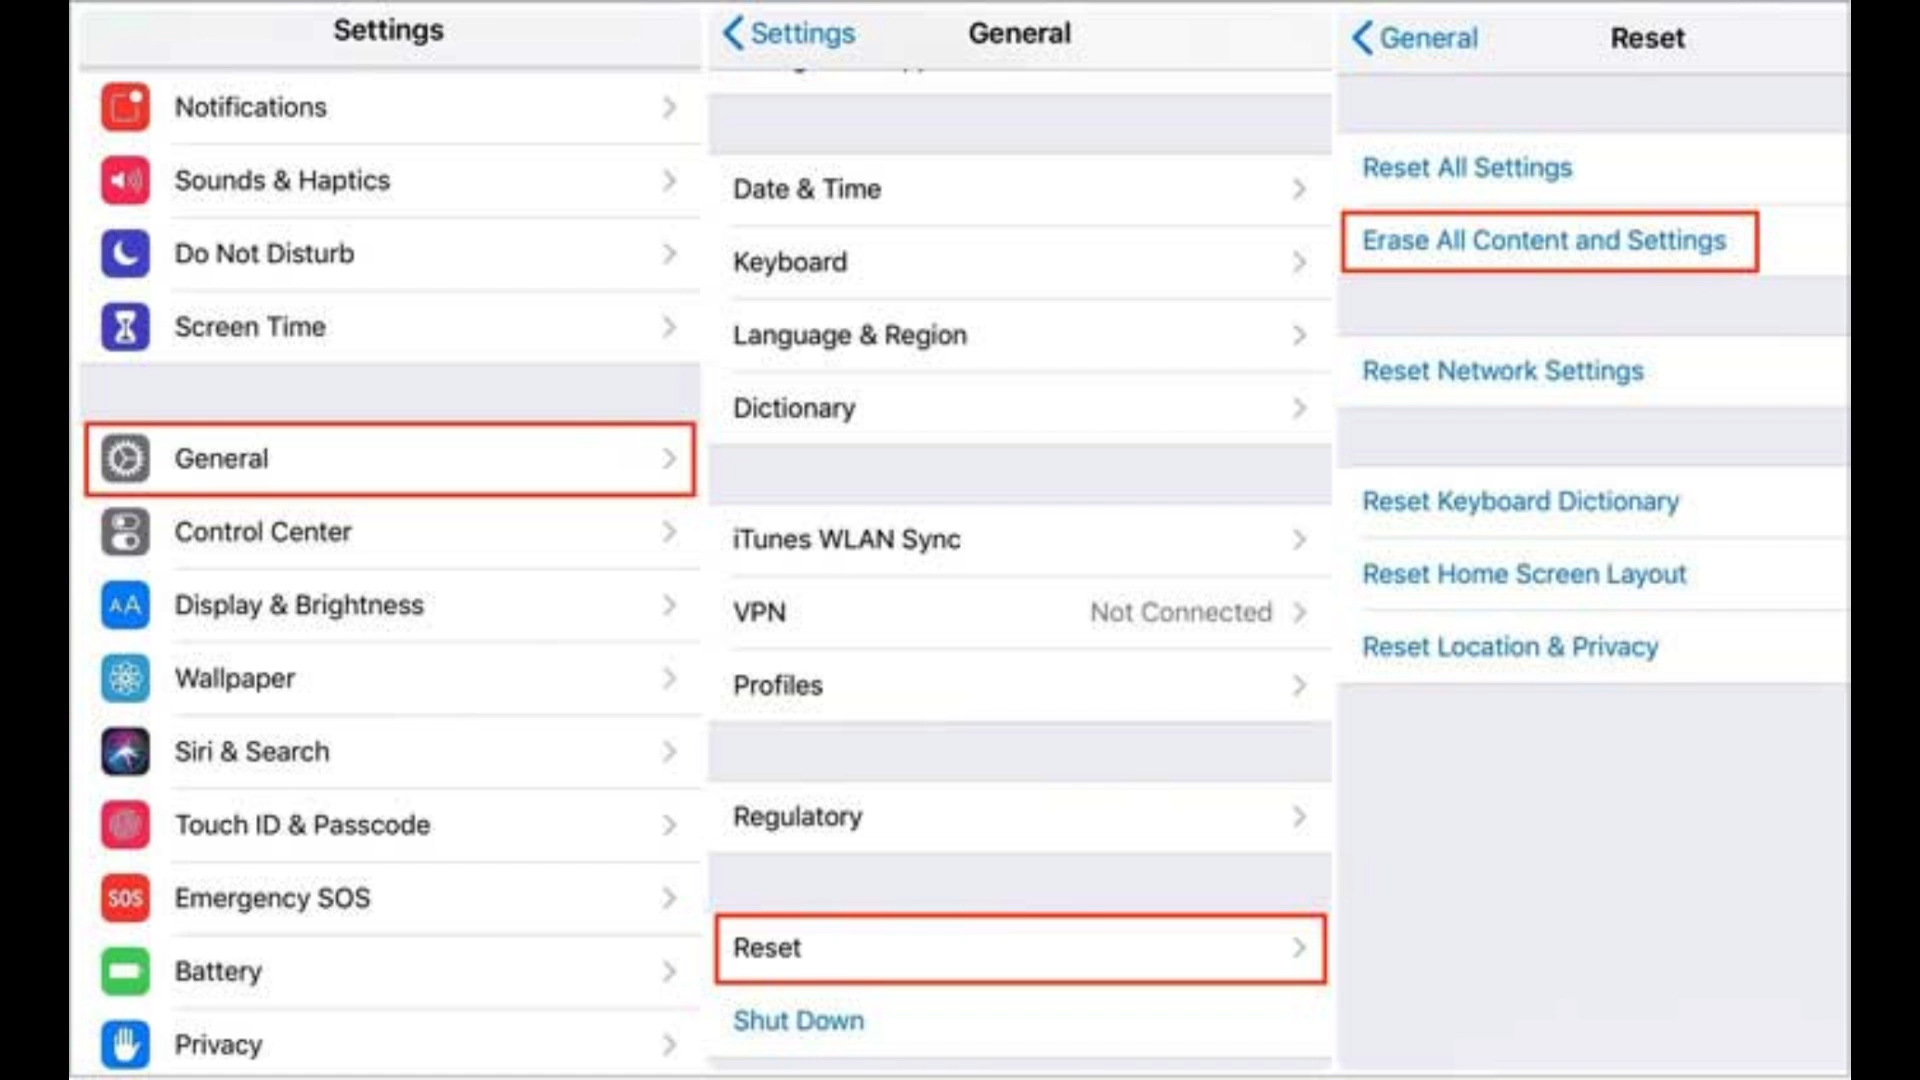 Settings
Notifications
Sounds & Haptics
Do Not Disturb
Screen Time
General
Control Center
AA
Display & Brightness
Wallpaper
Siri & Search
Touch ID & Passcode
SOS
Emergency SOS
Battery
Privacy
Settings
General
Date & Time
Keyboard
Language & Region
Dictionary
iTunes WLAN Sync
VPN Not Connected
Profiles
Regulatory
Reset
Shut Down
General
Reset
Reset All Settings
Erase All Content and Settings
Reset Network Settings
Reset Keyboard Dictionary
Reset Home Screen Layout
Reset Location & Privacy